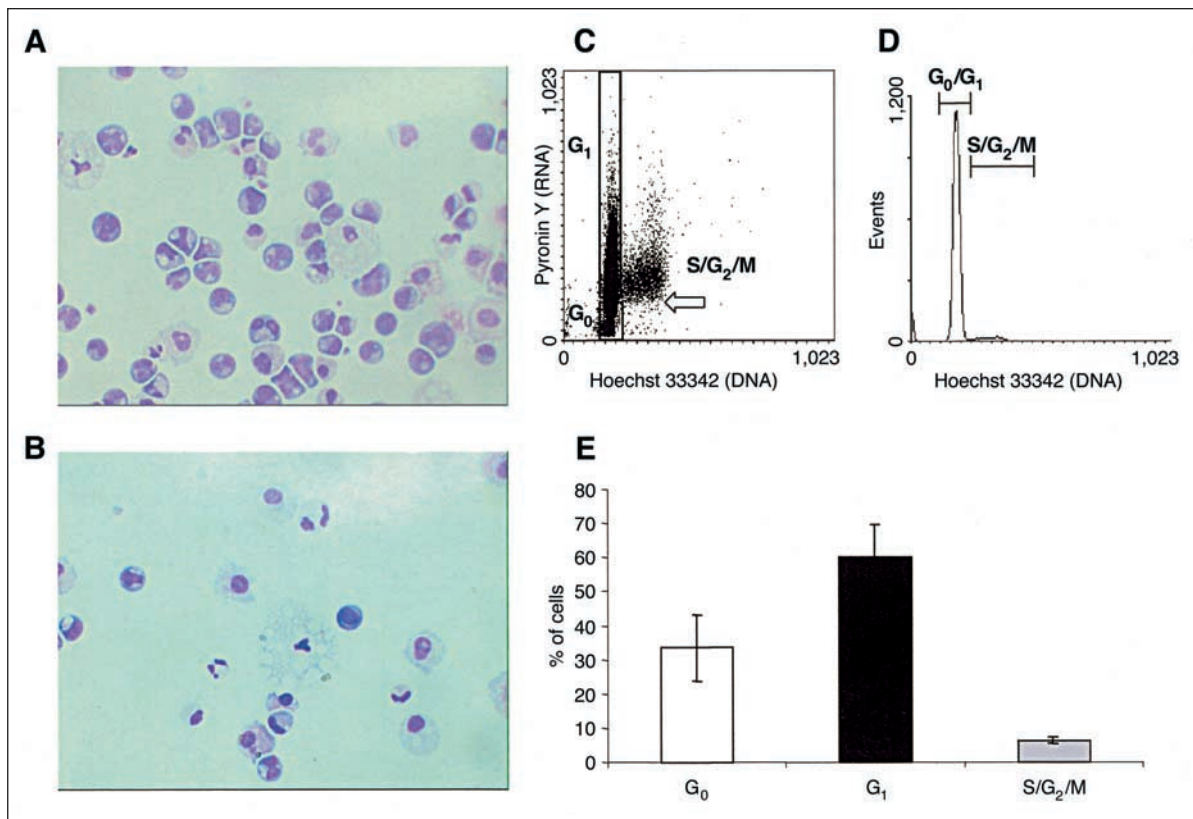 A
B
C
1,023
Pyronin Y (RNA)
G₁
S/G₂/M
G₀
0
0
1,023
Hoechst 33342 (DNA)
D
G₀/G₁
1,200
S/G₂/M
Events
0
0
1,023
Hoechst 33342 (DNA)
E
80
70
60
50
40
30
20
10
0
% of cells
G₀
G₁
S/G₂/M